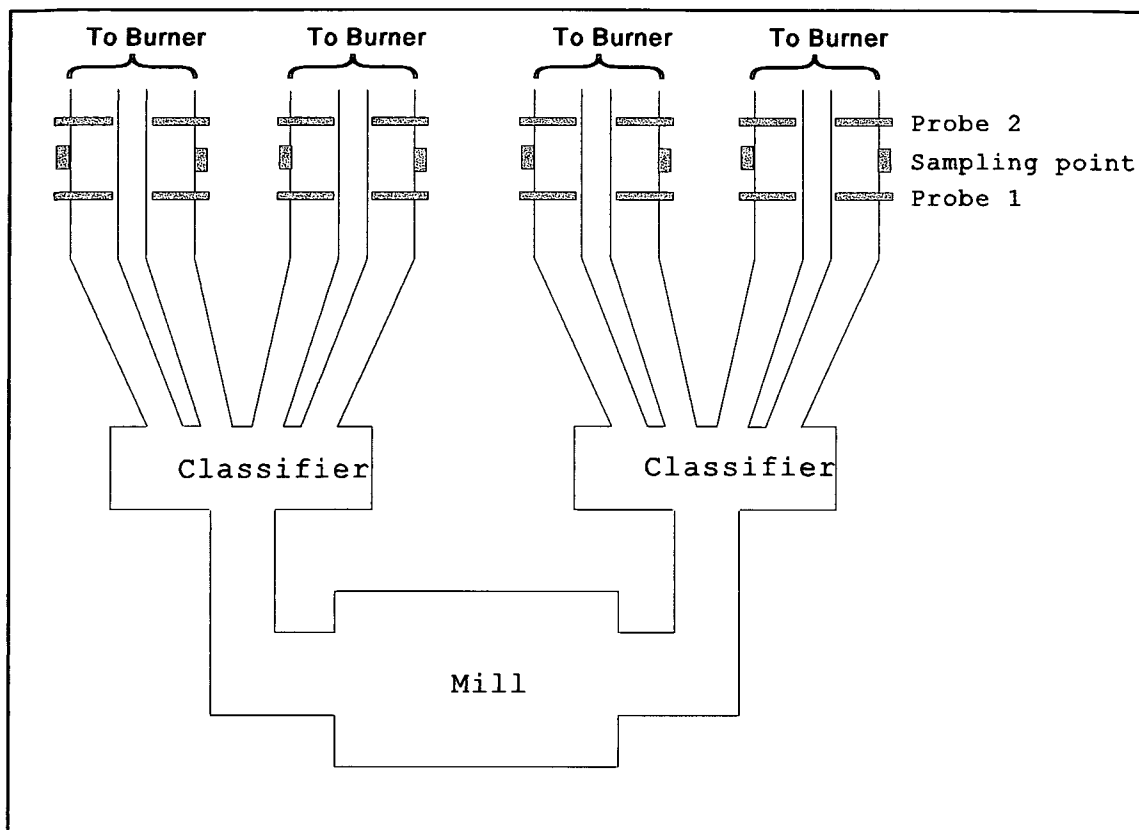 To Burner To Burner To Burner To Burner
Probe 2
Sampling point
Probe 1
Classifier Classifier
Mill